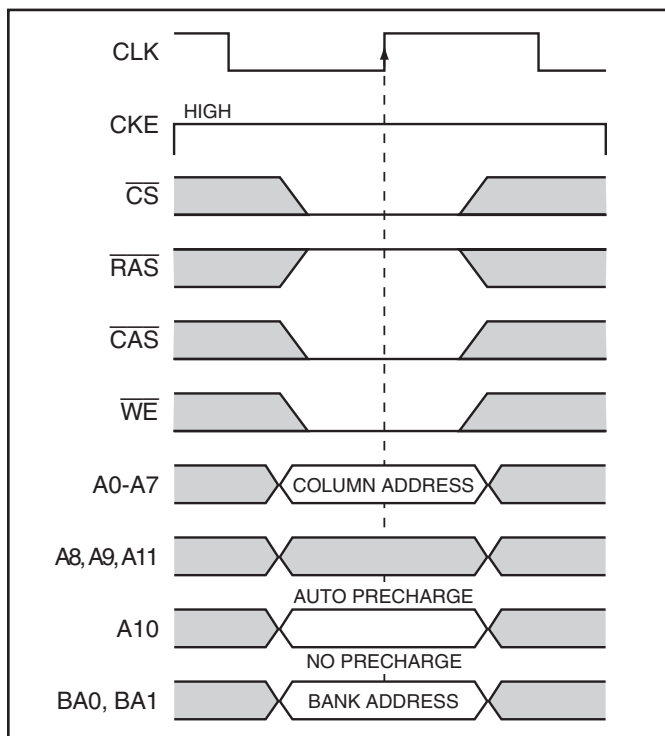 CLK
CKE HIGH
CS
RAS
CAS
WE
A0-A7 COLUMN ADDRESS
A8, A9, A11
AUTO PRECHARGE
A10
NO PRECHARGE
BA0, BA1 BANK ADDRESS